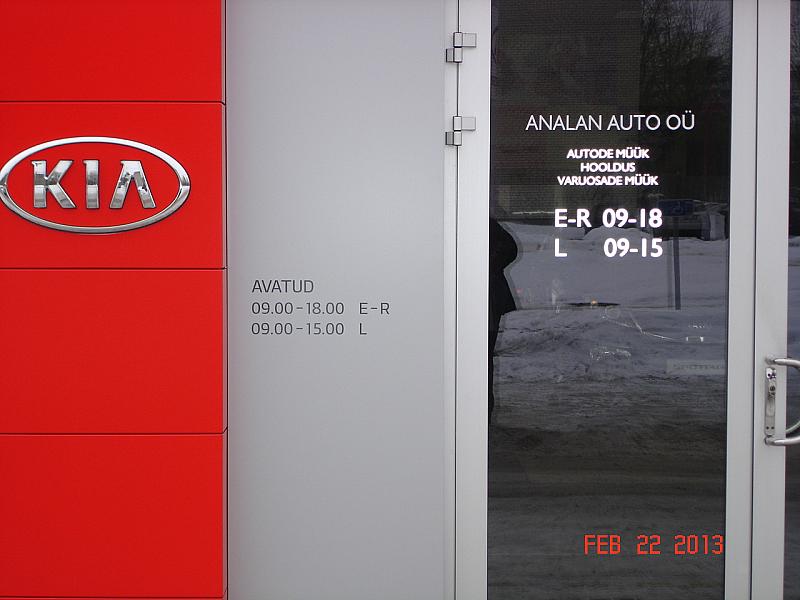 KIA
AVATUD
09.00-18.00 E-R
09.00-15.00 L
ANALAN AUTO OÜ
AUTODE MÜÜK
HOOLDUS
VARUOSADE MÜÜK
E-R 09-18
L 09-15
FEB 22 2013